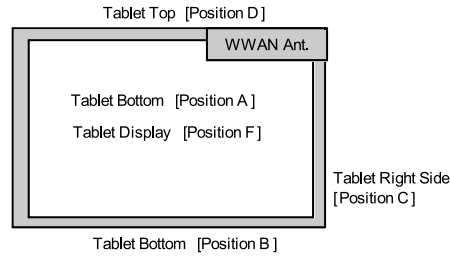 Tablet Top [Position D]
WWAN Ant.
Tablet Bottom [Position A]
Tablet Display [Position F]
Tablet Right Side
[Position C]
Tablet Bottom [Position B]